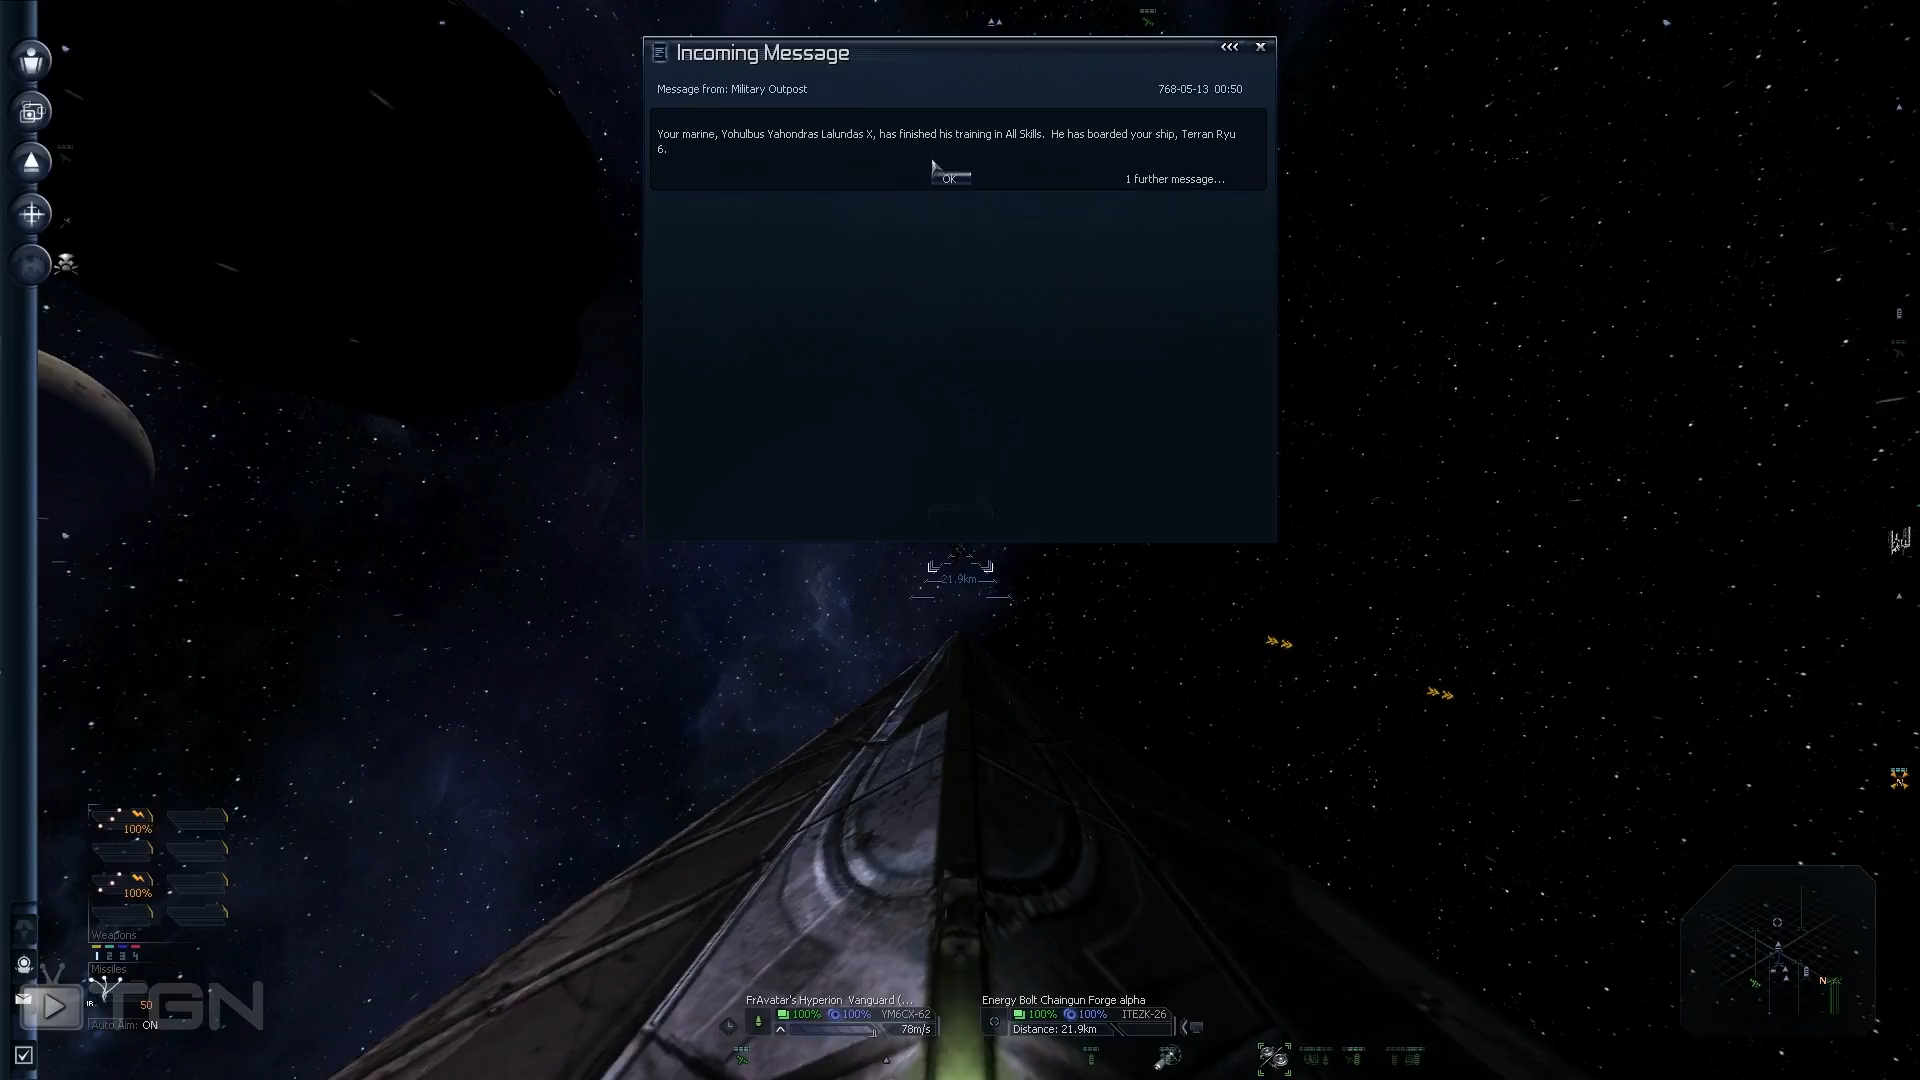 Incoming Message
Message from: Military Outpost
768-05-13 00:50
Your marine, Yohulbus Yahondras Lalundas X, has finished his training in All Skills. He has boarded your ship, Terran Ryu
6.
OK
1 further message...
21.9km
100%
100%
Weapons
1 2 3 4
Missiles
IR
50
Auto Aim: ON
TGN
FrAvatar's Hyperion Vanguard (...
100% 100% YM6CX-62
78m/s
Energy Bolt Chaingun Forge alpha
100% 100% ITEZK-26
Distance: 21.9km
N
N